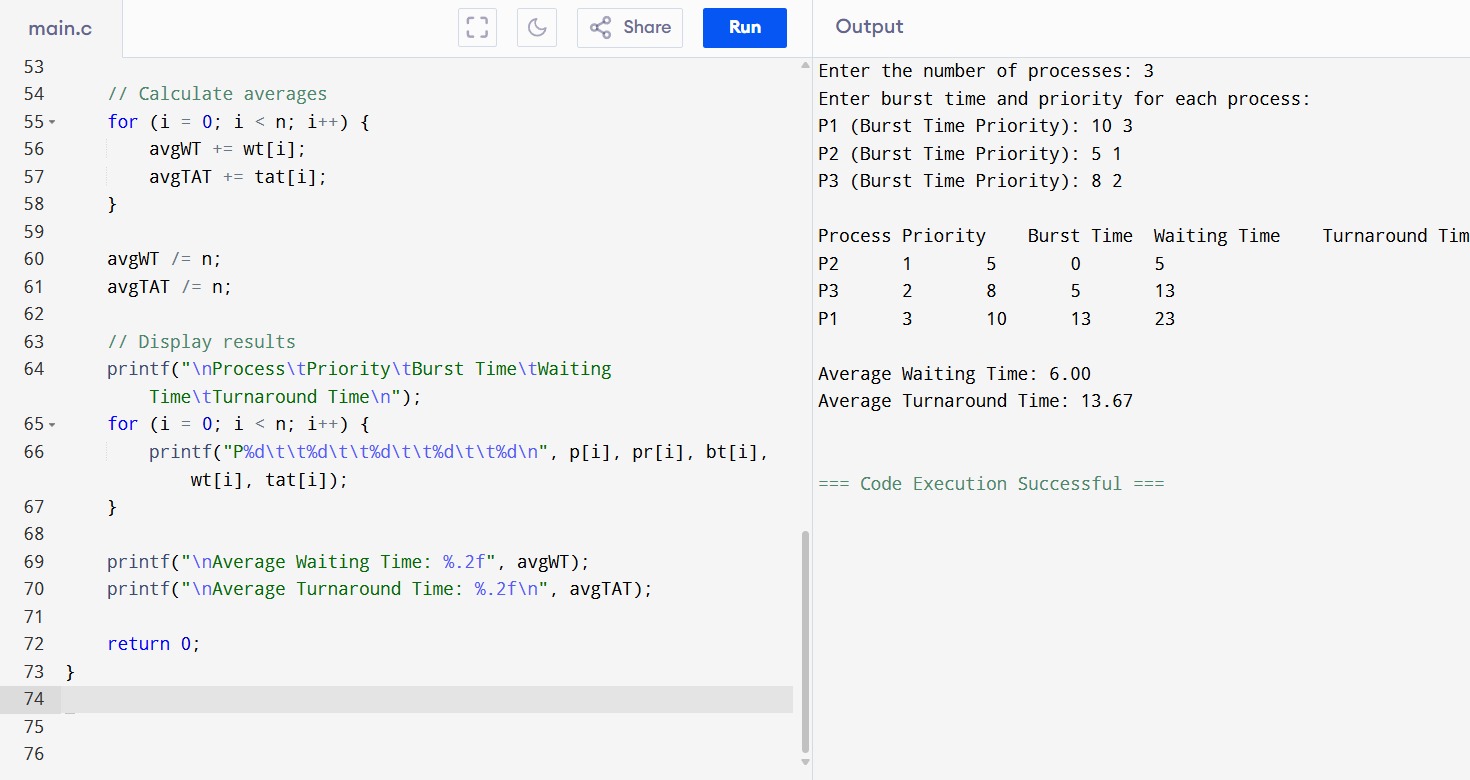 main.c
Share
Run
Output
53
54 // Calculate averages
55 for (i = 0; i < n; i++) {
56 avgWT += wt[i];
57 avgTAT += tat[i];
58 }
59
60 avgWT /= n;
61 avgTAT /= n;
62
63 // Display results
64 printf("\nProcess\tPriority\tBurst Time\tWaiting
Time\tTurnaround Time\n");
65 for (i = 0; i < n; i++) {
66 printf("P%d\t\t%d\t\t%d\t\t%d\t\t%d\n", p[i], pr[i], bt[i],
wt[i], tat[i]);
67 }
68
69 printf("\nAverage Waiting Time: %.2f", avgWT);
70 printf("\nAverage Turnaround Time: %.2f\n", avgTAT);
71
72 return 0;
73 }
74
75
76
Enter the number of processes: 3
Enter burst time and priority for each process:
P1 (Burst Time Priority): 10 3
P2 (Burst Time Priority): 5 1
P3 (Burst Time Priority): 8 2
Process Priority Burst Time Waiting Time Turnaround Tim
P2 1 5 0 5
P3 2 8 5 13
P1 3 10 13 23
Average Waiting Time: 6.00
Average Turnaround Time: 13.67
=== Code Execution Successful ===